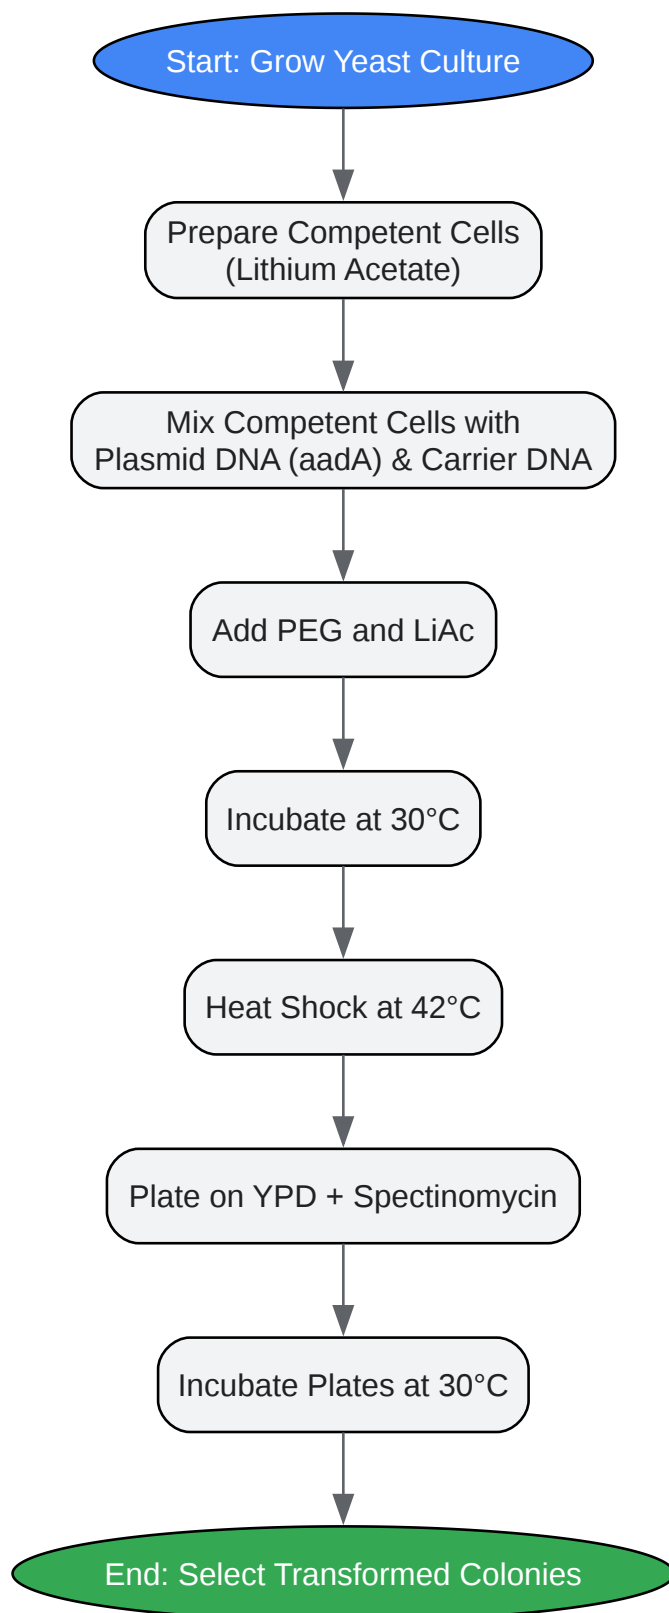 Start: Grow Yeast Culture
Prepare Competent Cells
(Lithium Acetate)
Mix Competent Cells with
Plasmid DNA (aadA) & Carrier DNA
Add PEG and LiAc
Incubate at 30°C
Heat Shock at 42°C
Plate on YPD + Spectinomycin
Incubate Plates at 30°C
End: Select Transformed Colonies